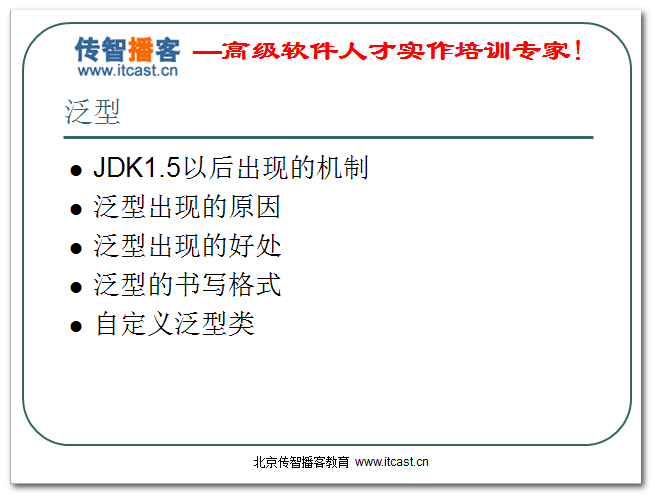 传智播客 —高级软件人才实作培训专家!
www.itcast.cn
泛型
JDK1.5以后出现的机制
泛型出现的原因
泛型出现的好处
泛型的书写格式
自定义泛型类
北京传智播客教育 www.itcast.cn